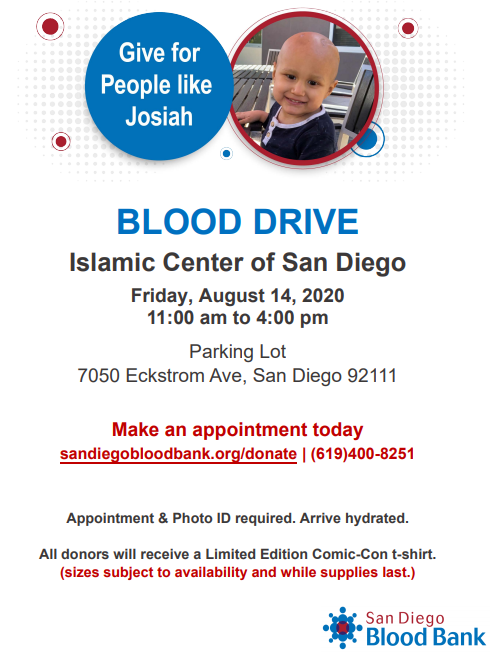 Give for
People like
Josiah
BLOOD DRIVE
Islamic Center of San Diego
Friday, August 14, 2020
11:00 am to 4:00 pm
Parking Lot
7050 Eckstrom Ave, San Diego 92111
Make an appointment today
sandiegobloodbank.org/donate | (619)400-8251
Appointment & Photo ID required. Arrive hydrated.
All donors will receive a Limited Edition Comic-Con t-shirt.
(sizes subject to availability and while supplies last.)
San Diego
Blood Bank